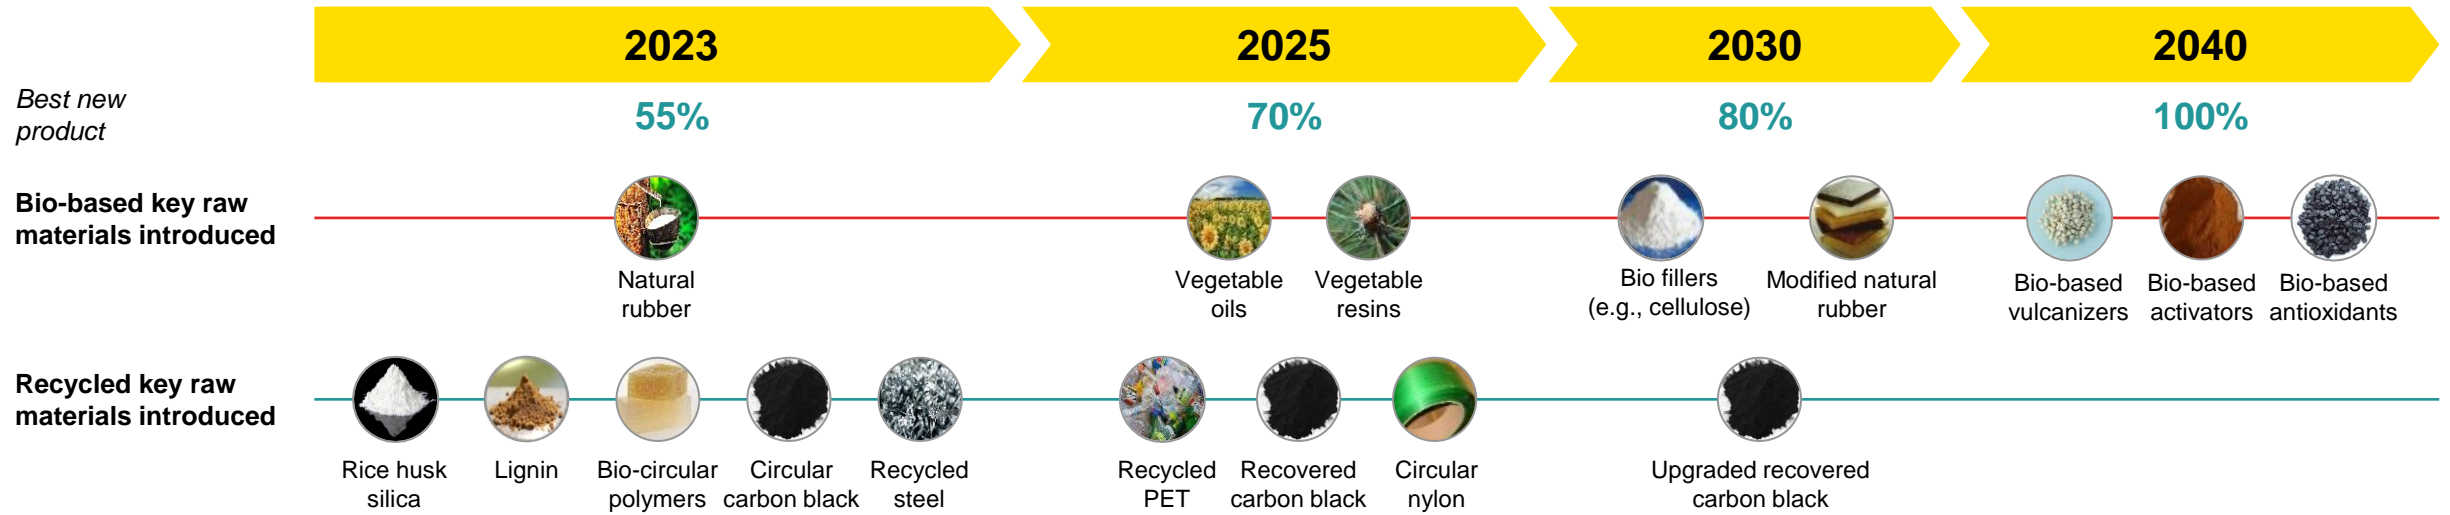 2023
2025
2030
2040
Best new
product
55%
70%
80%
100%
Bio-based key raw
materials introduced
Natural
rubber
Vegetable
oils
Vegetable
resins
Bio fillers
(e.g., cellulose)
Modified natural
rubber
Bio-based
vulcanizers
Bio-based
activators
Bio-based
antioxidants
Recycled key raw
materials introduced
Rice husk
silica
Lignin
Bio-circular
polymers
Circular
carbon black
Recycled
steel
Recycled
PET
Recovered
carbon black
Circular
nylon
Upgraded recovered
carbon black